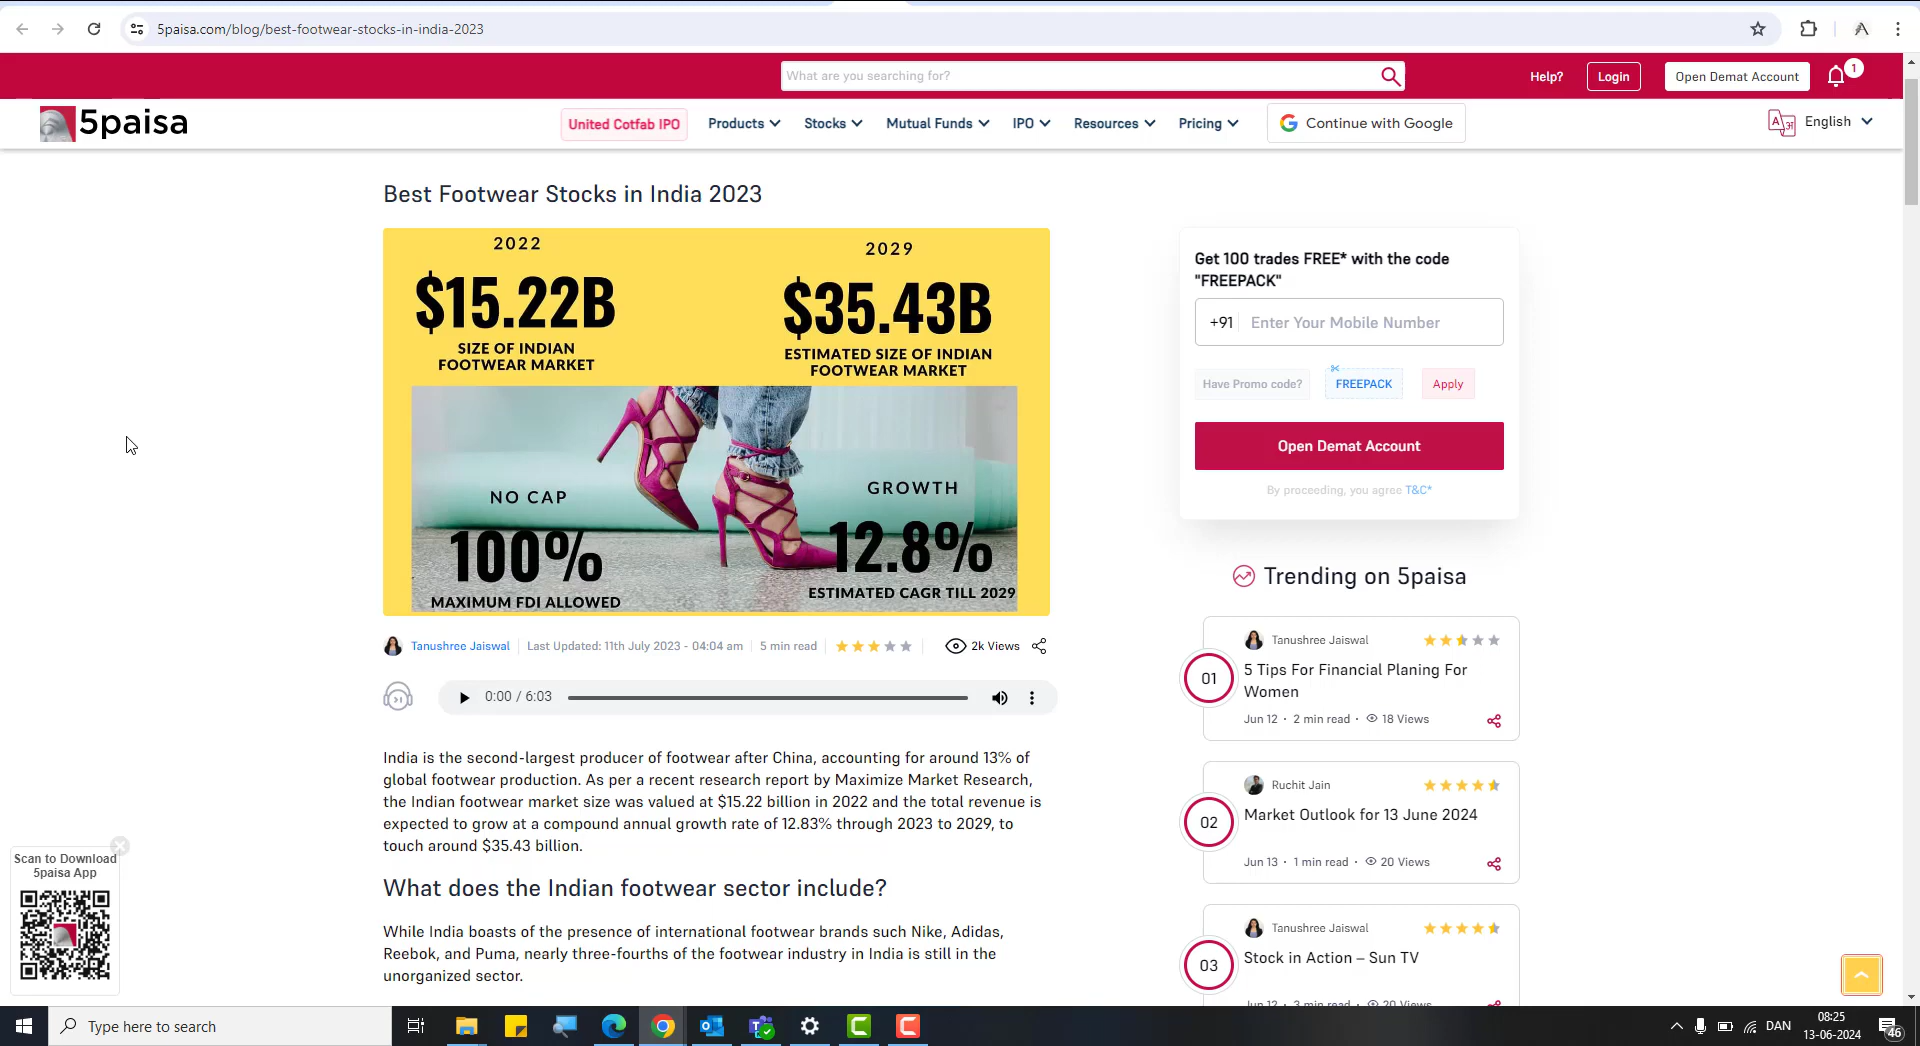 5paisa.com/blog/best-footwear-stocks-in-india-2023
What are you searching for?
Help?
Login
Open Demat Account
1
5paisa
United Cotfab IPO
Products
Stocks
Mutual Funds
IPO
Resources
Pricing
Continue with Google
English
Best Footwear Stocks in India 2023
2022
$15.22B
SIZE OF INDIAN
FOOTWEAR MARKET
2029
$35.43B
ESTIMATED SIZE OF INDIAN
FOOTWEAR MARKET
NO CAP
100%
MAXIMUM FDI ALLOWED
GROWTH
12.8%
ESTIMATED CAGR TILL 2029
Tanushree Jaiswal
Last Updated: 11th July 2023 - 04:04 am
5 min read
2k Views
0:00 / 6:03
India is the second-largest producer of footwear after China, accounting for around 13% of
global footwear production. As per a recent research report by Maximize Market Research,
the Indian footwear market size was valued at $15.22 billion in 2022 and the total revenue is
expected to grow at a compound annual growth rate of 12.83% through 2023 to 2029, to
touch around $35.43 billion.
What does the Indian footwear sector include?
While India boasts of the presence of international footwear brands such Nike, Adidas,
Reebok, and Puma, nearly three-fourths of the footwear industry in India is still in the
unorganized sector.
Get 100 trades FREE* with the code
"FREEPACK"
+91
Enter Your Mobile Number
Have Promo code?
FREEPACK
Apply
Open Demat Account
By proceeding, you agree T&C*
Trending on 5paisa
01
Tanushree Jaiswal
5 Tips For Financial Planing For
Women
Jun 12 · 2 min read · 18 Views
02
Ruchit Jain
Market Outlook for 13 June 2024
Jun 13 · 1 min read · 20 Views
03
Tanushree Jaiswal
Stock in Action – Sun TV
Jun 12 · 3 min read · 20 Views
Scan to Download
5paisa App
Type here to search
DAN
08:25
13-06-2024
46